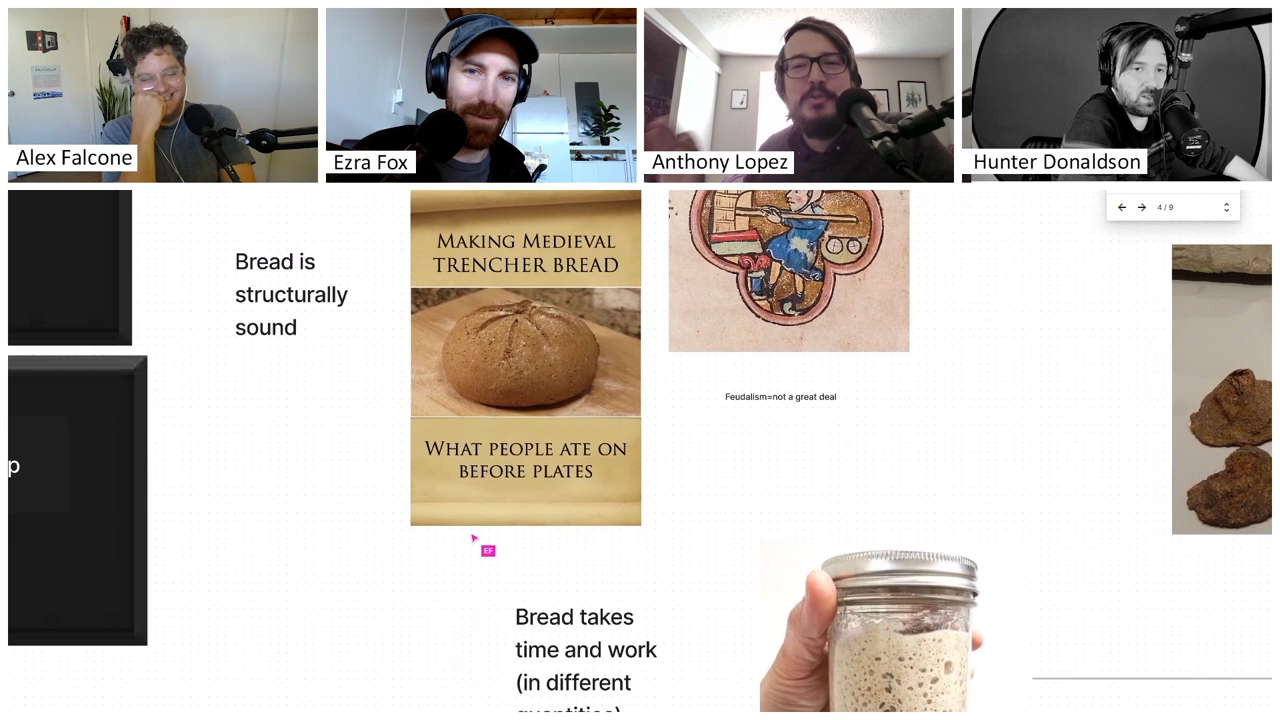 Alex Falcone
Ezra Fox
Anthony Lopez
Hunter Donaldson
4 / 9
Bread is
structurally
sound
MAKING MEDIEVAL
TRENCHER BREAD
WHAT PEOPLE ATE ON
BEFORE PLATES
Feudalism=not a great deal
p
EF
Bread takes
time and work
(in different